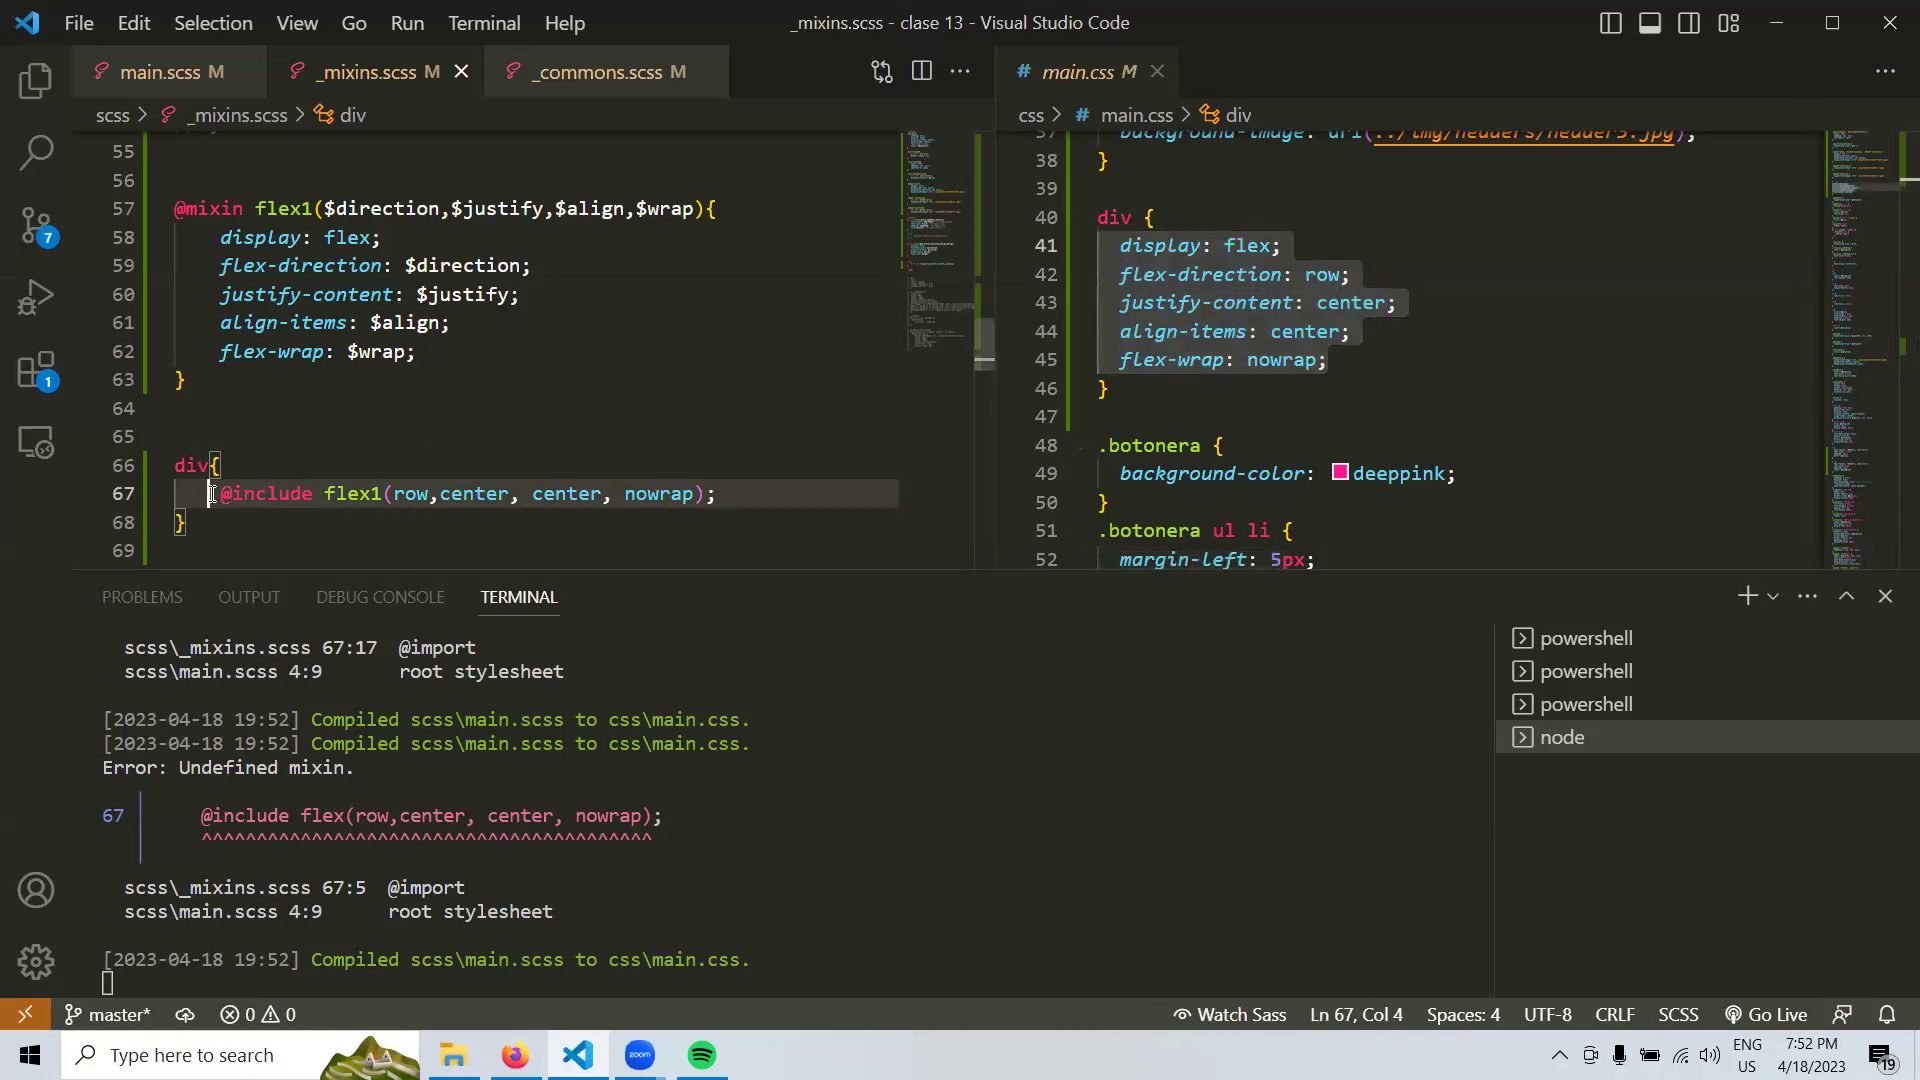 File Edit Selection View Go Run Terminal Help _mixins.scss - clase 13 - Visual Studio Code
main.scss M _mixins.scss M _commons.scss M # main.css M
scss > _mixins.scss > div
css > # main.css > div
55
56
57 @mixin flex1($direction,$justify,$align,$wrap){
58 display: flex;
59 flex-direction: $direction;
60 justify-content: $justify;
61 align-items: $align;
62 flex-wrap: $wrap;
63 }
64
65
66 div{
67 @include flex1(row,center, center, nowrap);
68 }
69
37 background-image: url(../img/headers/header3.jpg);
38 }
39
40 div {
41 display: flex;
42 flex-direction: row;
43 justify-content: center;
44 align-items: center;
45 flex-wrap: nowrap;
46 }
47
48 .botonera {
49 background-color: deeppink;
50 }
51 .botonera ul li {
52 margin-left: 5px;
7
1
PROBLEMS OUTPUT DEBUG CONSOLE TERMINAL
scss\_mixins.scss 67:17 @import
scss\main.scss 4:9 root stylesheet
[2023-04-18 19:52] Compiled scss\main.scss to css\main.css.
[2023-04-18 19:52] Compiled scss\main.scss to css\main.css.
Error: Undefined mixin.
67 @include flex(row,center, center, nowrap);
^^^^^^^^^^^^^^^^^^^^^^^^^^^^^^^^^^^^^^^^^
scss\_mixins.scss 67:5 @import
scss\main.scss 4:9 root stylesheet
[2023-04-18 19:52] Compiled scss\main.scss to css\main.css.
powershell
powershell
powershell
node
master* 0 0 Watch Sass Ln 67, Col 4 Spaces: 4 UTF-8 CRLF SCSS Go Live
Type here to search
zoom
ENG
US
7:52 PM
4/18/2023
19